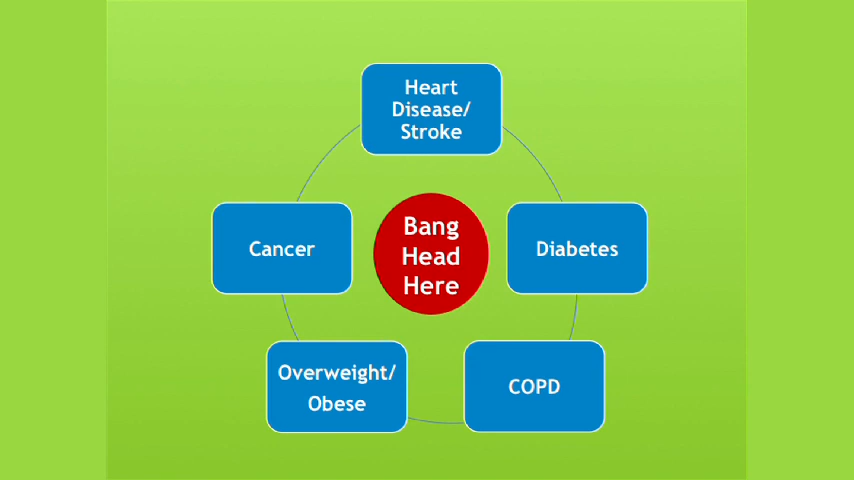 Heart
Disease/
Stroke
Cancer
Bang
Head
Here
Diabetes
Overweight/
Obese
COPD